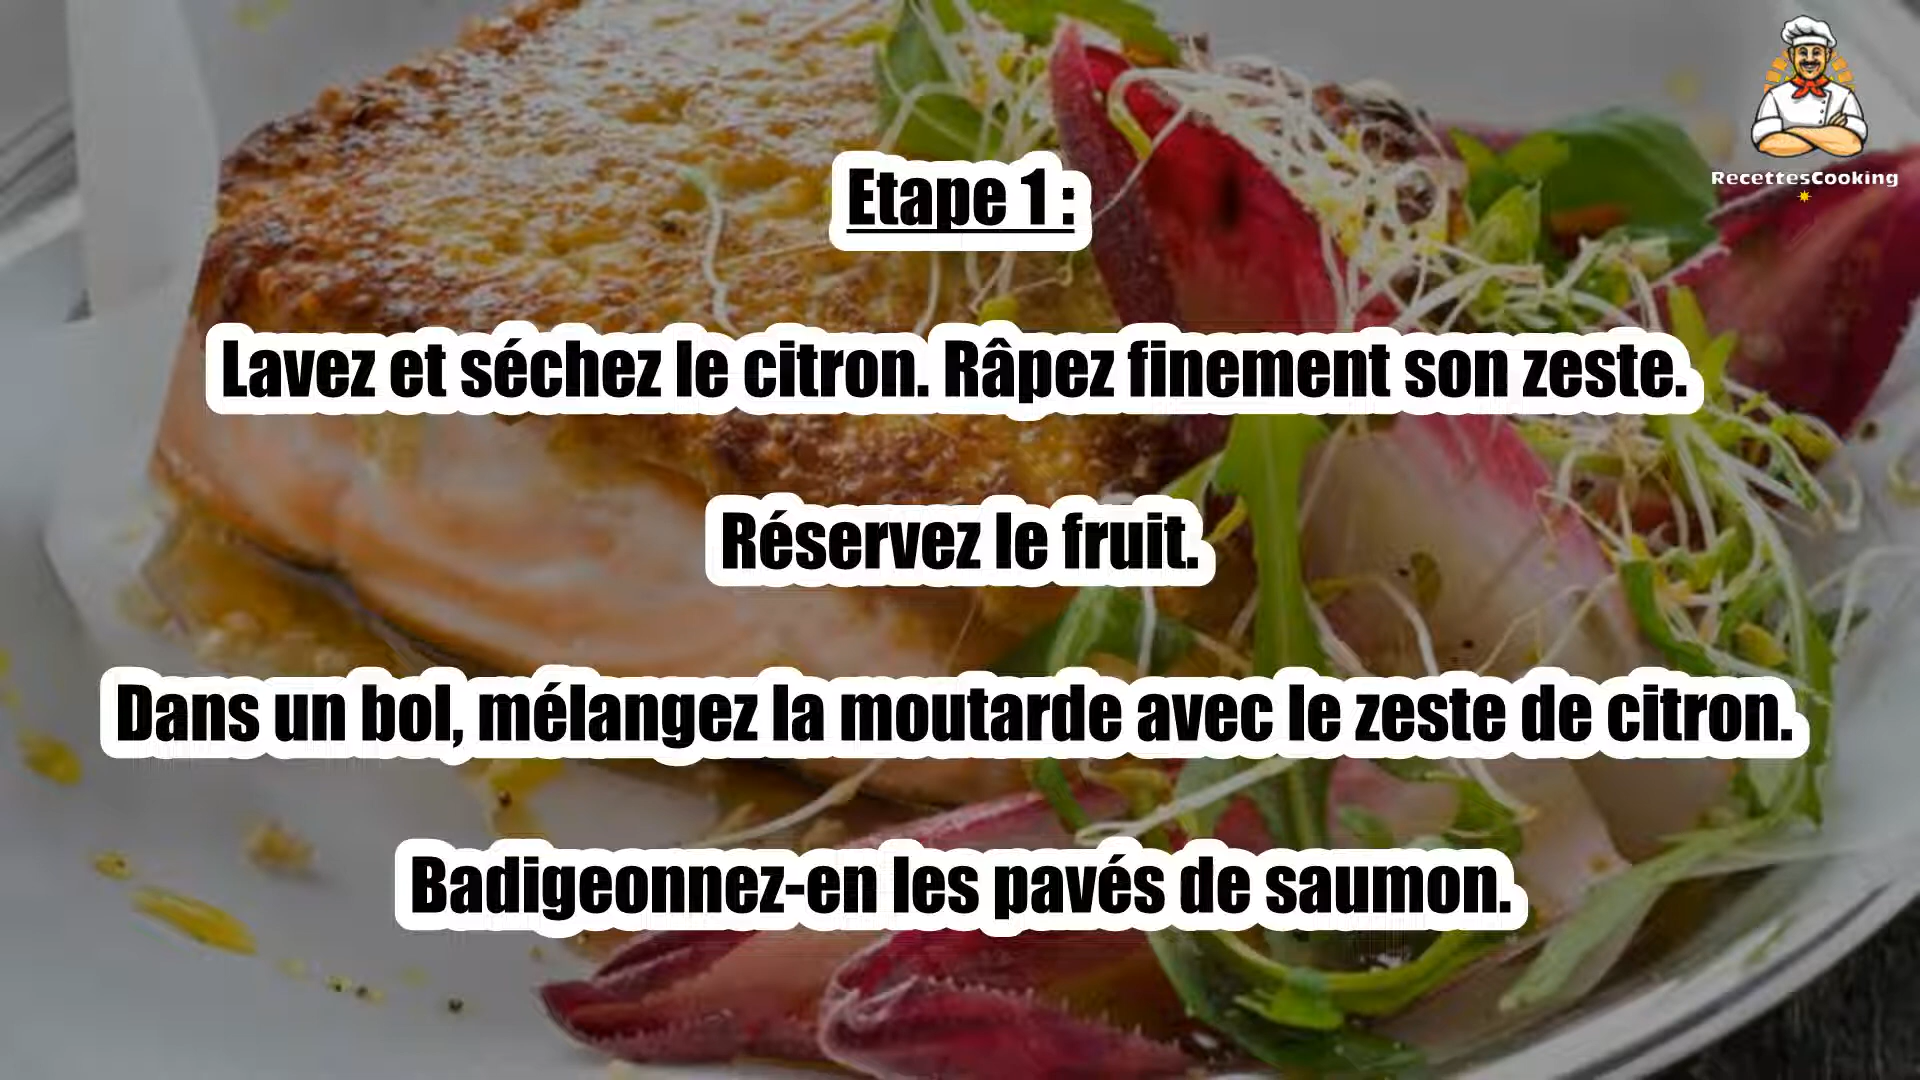 RecettesCooking
Etape 1 :
Lavez et séchez le citron. Râpez finement son zeste.
Réservez le fruit.
Dans un bol, mélangez la moutarde avec le zeste de citron.
Badigeonnez-en les pavés de saumon.